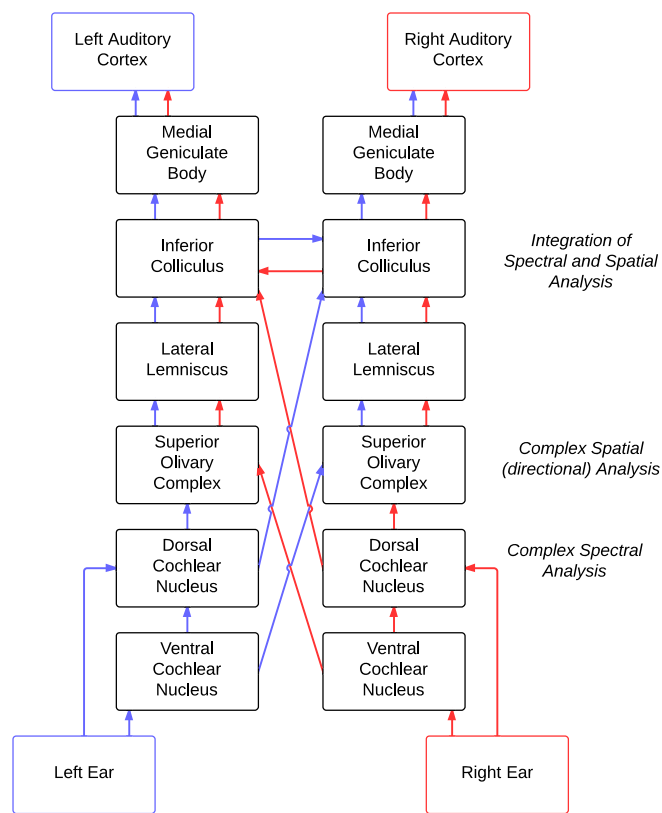 Left Auditory
Cortex
Right Auditory
Cortex
Medial
Geniculate
Body
Medial
Geniculate
Body
Inferior
Colliculus
Inferior
Colliculus
Integration of
Spectral and Spatial
Analysis
Lateral
Lemniscus
Lateral
Lemniscus
Superior
Olivary
Complex
Superior
Olivary
Complex
Complex Spatial
(directional) Analysis
Dorsal
Cochlear
Nucleus
Dorsal
Cochlear
Nucleus
Complex Spectral
Analysis
Ventral
Cochlear
Nucleus
Ventral
Cochlear
Nucleus
Left Ear
Right Ear